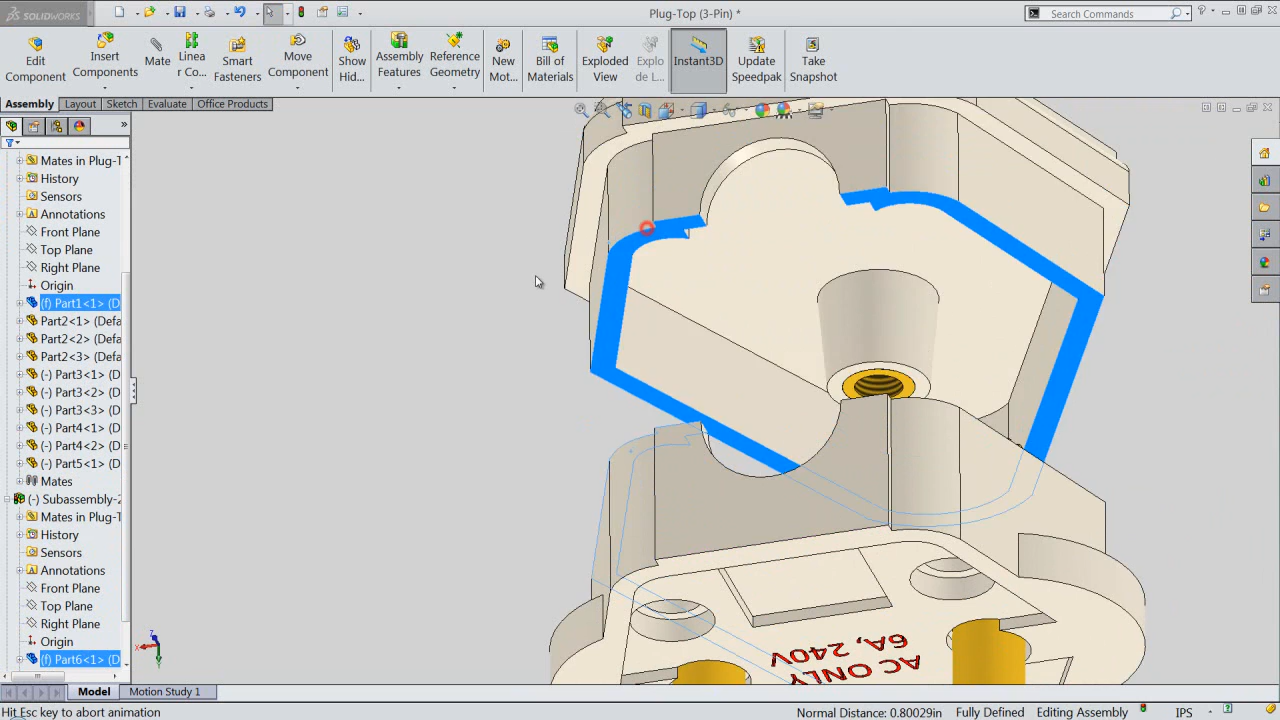 SOLIDWORKS
Plug-Top (3-Pin) *
Search Commands
?
Edit Component
Insert Components
Mate
Linea r Co...
Smart Fasteners
Move Component
Show Hid...
Assembly Features
Reference Geometry
New Mot...
Bill of Materials
Exploded View
Explo de L...
Instant3D
Update Speedpak
Take Snapshot
Assembly
Layout
Sketch
Evaluate
Office Products
»
Mates in Plug-T
History
Sensors
Annotations
Front Plane
Top Plane
Right Plane
Origin
(f) Part1<1> (D
Part2<1> (Defa
Part2<2> (Defa
Part2<3> (Defa
(-) Part3<1> (D
(-) Part3<2> (D
(-) Part3<3> (D
(-) Part4<1> (D
(-) Part4<2> (D
(-) Part5<1> (D
Mates
(-) Subassembly-2
Mates in Plug-T
History
Sensors
Annotations
Front Plane
Top Plane
Right Plane
Origin
(f) Part6<1> (D
AC ONLY
6A, 240V
Model
Motion Study 1
Hit Esc key to abort animation
Normal Distance: 0.80029in
Fully Defined
Editing Assembly
IPS
?